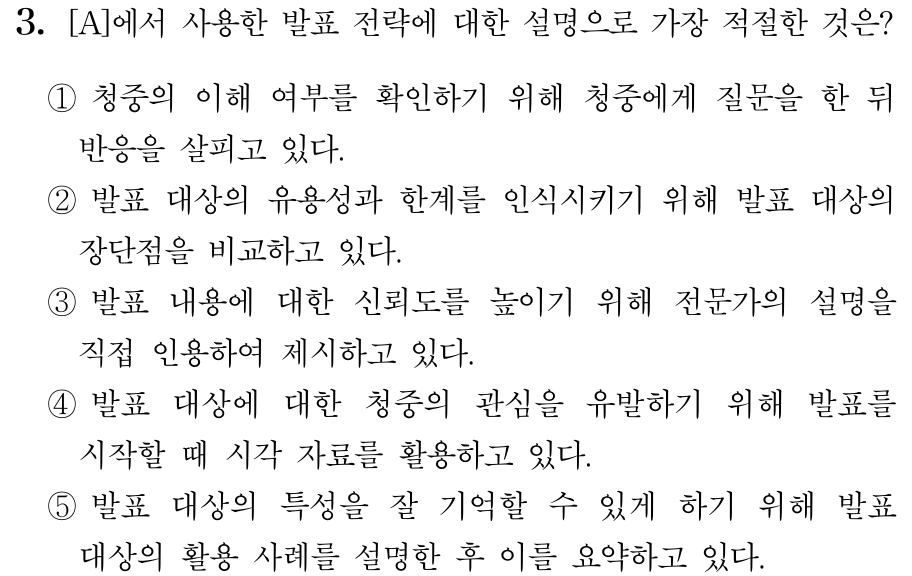 3. [A]에서 사용한 발표 전략에 대한 설명으로 가장 적절한 것은?
① 청중의 이해 여부를 확인하기 위해 청중에게 질문을 한 뒤
반응을 살피고 있다.
② 발표 대상의 유용성과 한계를 인식시키기 위해 발표 대상의
장단점을 비교하고 있다.
③ 발표 내용에 대한 신뢰도를 높이기 위해 전문가의 설명을
직접 인용하여 제시하고 있다.
④ 발표 대상에 대한 청중의 관심을 유발하기 위해 발표를
시작할 때 시각 자료를 활용하고 있다.
⑤ 발표 대상의 특성을 잘 기억할 수 있게 하기 위해 발표
대상의 활용 사례를 설명한 후 이를 요약하고 있다.